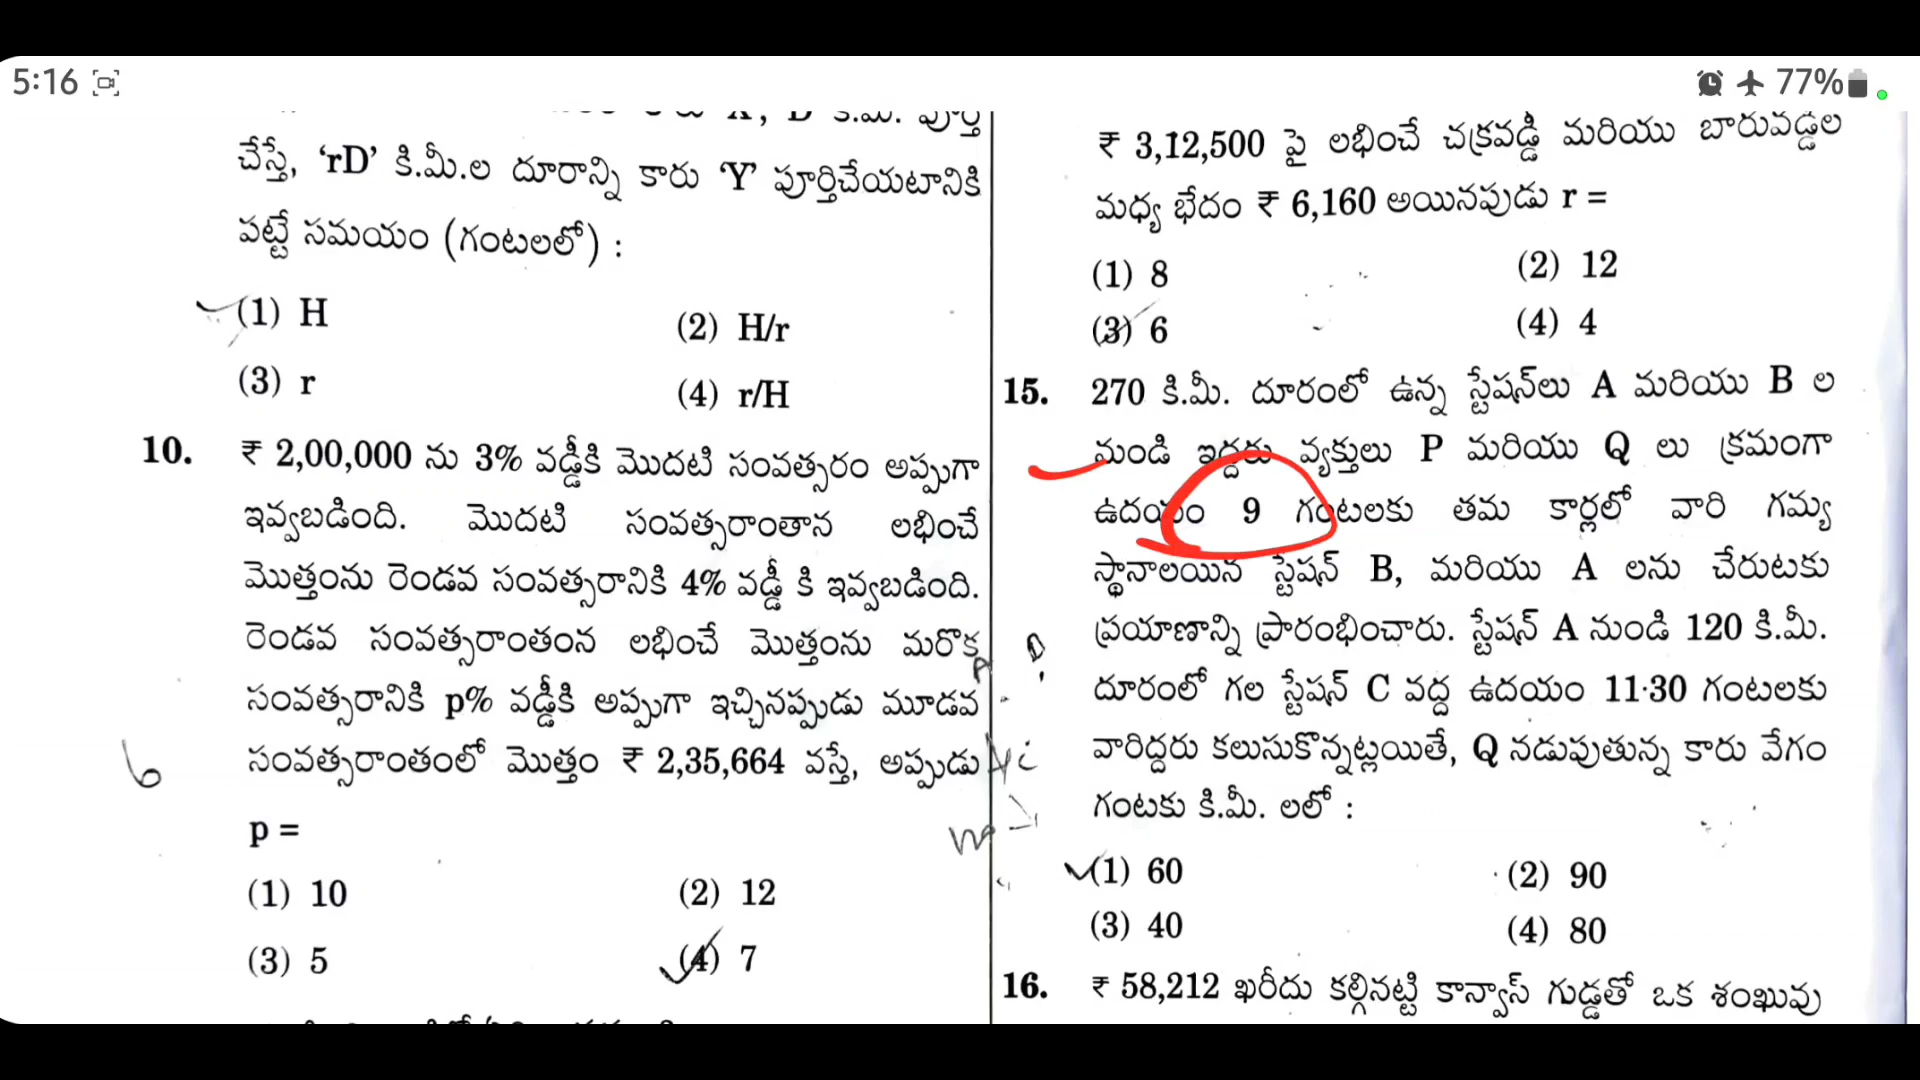 5:16
77%
చేస్తే, ‘rD’ కి.మీ.ల దూరాన్ని కారు ‘Y’ పూర్తిచేయటానికి
పట్టే సమయం (గంటలలో) :
(1) H
(2) H/r
(3) r
(4) r/H
10. ₹ 2,00,000 ను 3% వడ్డీకి మొదటి సంవత్సరం అప్పుగా
ఇవ్వబడింది. మొదటి సంవత్సరాంతాన లభించే
మొత్తంను రెండవ సంవత్సరానికి 4% వడ్డీ కి ఇవ్వబడింది.
రెండవ సంవత్సరాంతంన లభించే మొత్తంను మరొక
సంవత్సరానికి p% వడ్డీకి అప్పుగా ఇచ్చినప్పుడు మూడవ
సంవత్సరాంతంలో మొత్తం ₹ 2,35,664 వస్తే, అప్పుడు
p =
(1) 10
(2) 12
(3) 5
(4) 7
₹ 3,12,500 పై లభించే చక్రవడ్డీ మరియు బారువడ్డీల
మధ్య భేదం ₹ 6,160 అయినపుడు r =
(1) 8
(2) 12
(3) 6
(4) 4
15. 270 కి.మీ. దూరంలో ఉన్న స్టేషన్‌లు A మరియు B ల
నుండి ఇద్దరు వ్యక్తులు P మరియు Q లు క్రమంగా
ఉదయం 9 గంటలకు తమ కార్లలో వారి గమ్య
స్థానాలయిన స్టేషన్ B, మరియు A లను చేరుటకు
ప్రయాణాన్ని ప్రారంభించారు. స్టేషన్ A నుండి 120 కి.మీ.
దూరంలో గల స్టేషన్ C వద్ద ఉదయం 11·30 గంటలకు
వారిద్దరు కలుసుకొన్నట్లయితే, Q నడుపుతున్న కారు వేగం
గంటకు కి.మీ. లలో :
(1) 60
(2) 90
(3) 40
(4) 80
16. ₹ 58,212 ఖరీదు కల్గినట్టి కాన్వాస్ గుడ్డతో ఒక శంఖువు